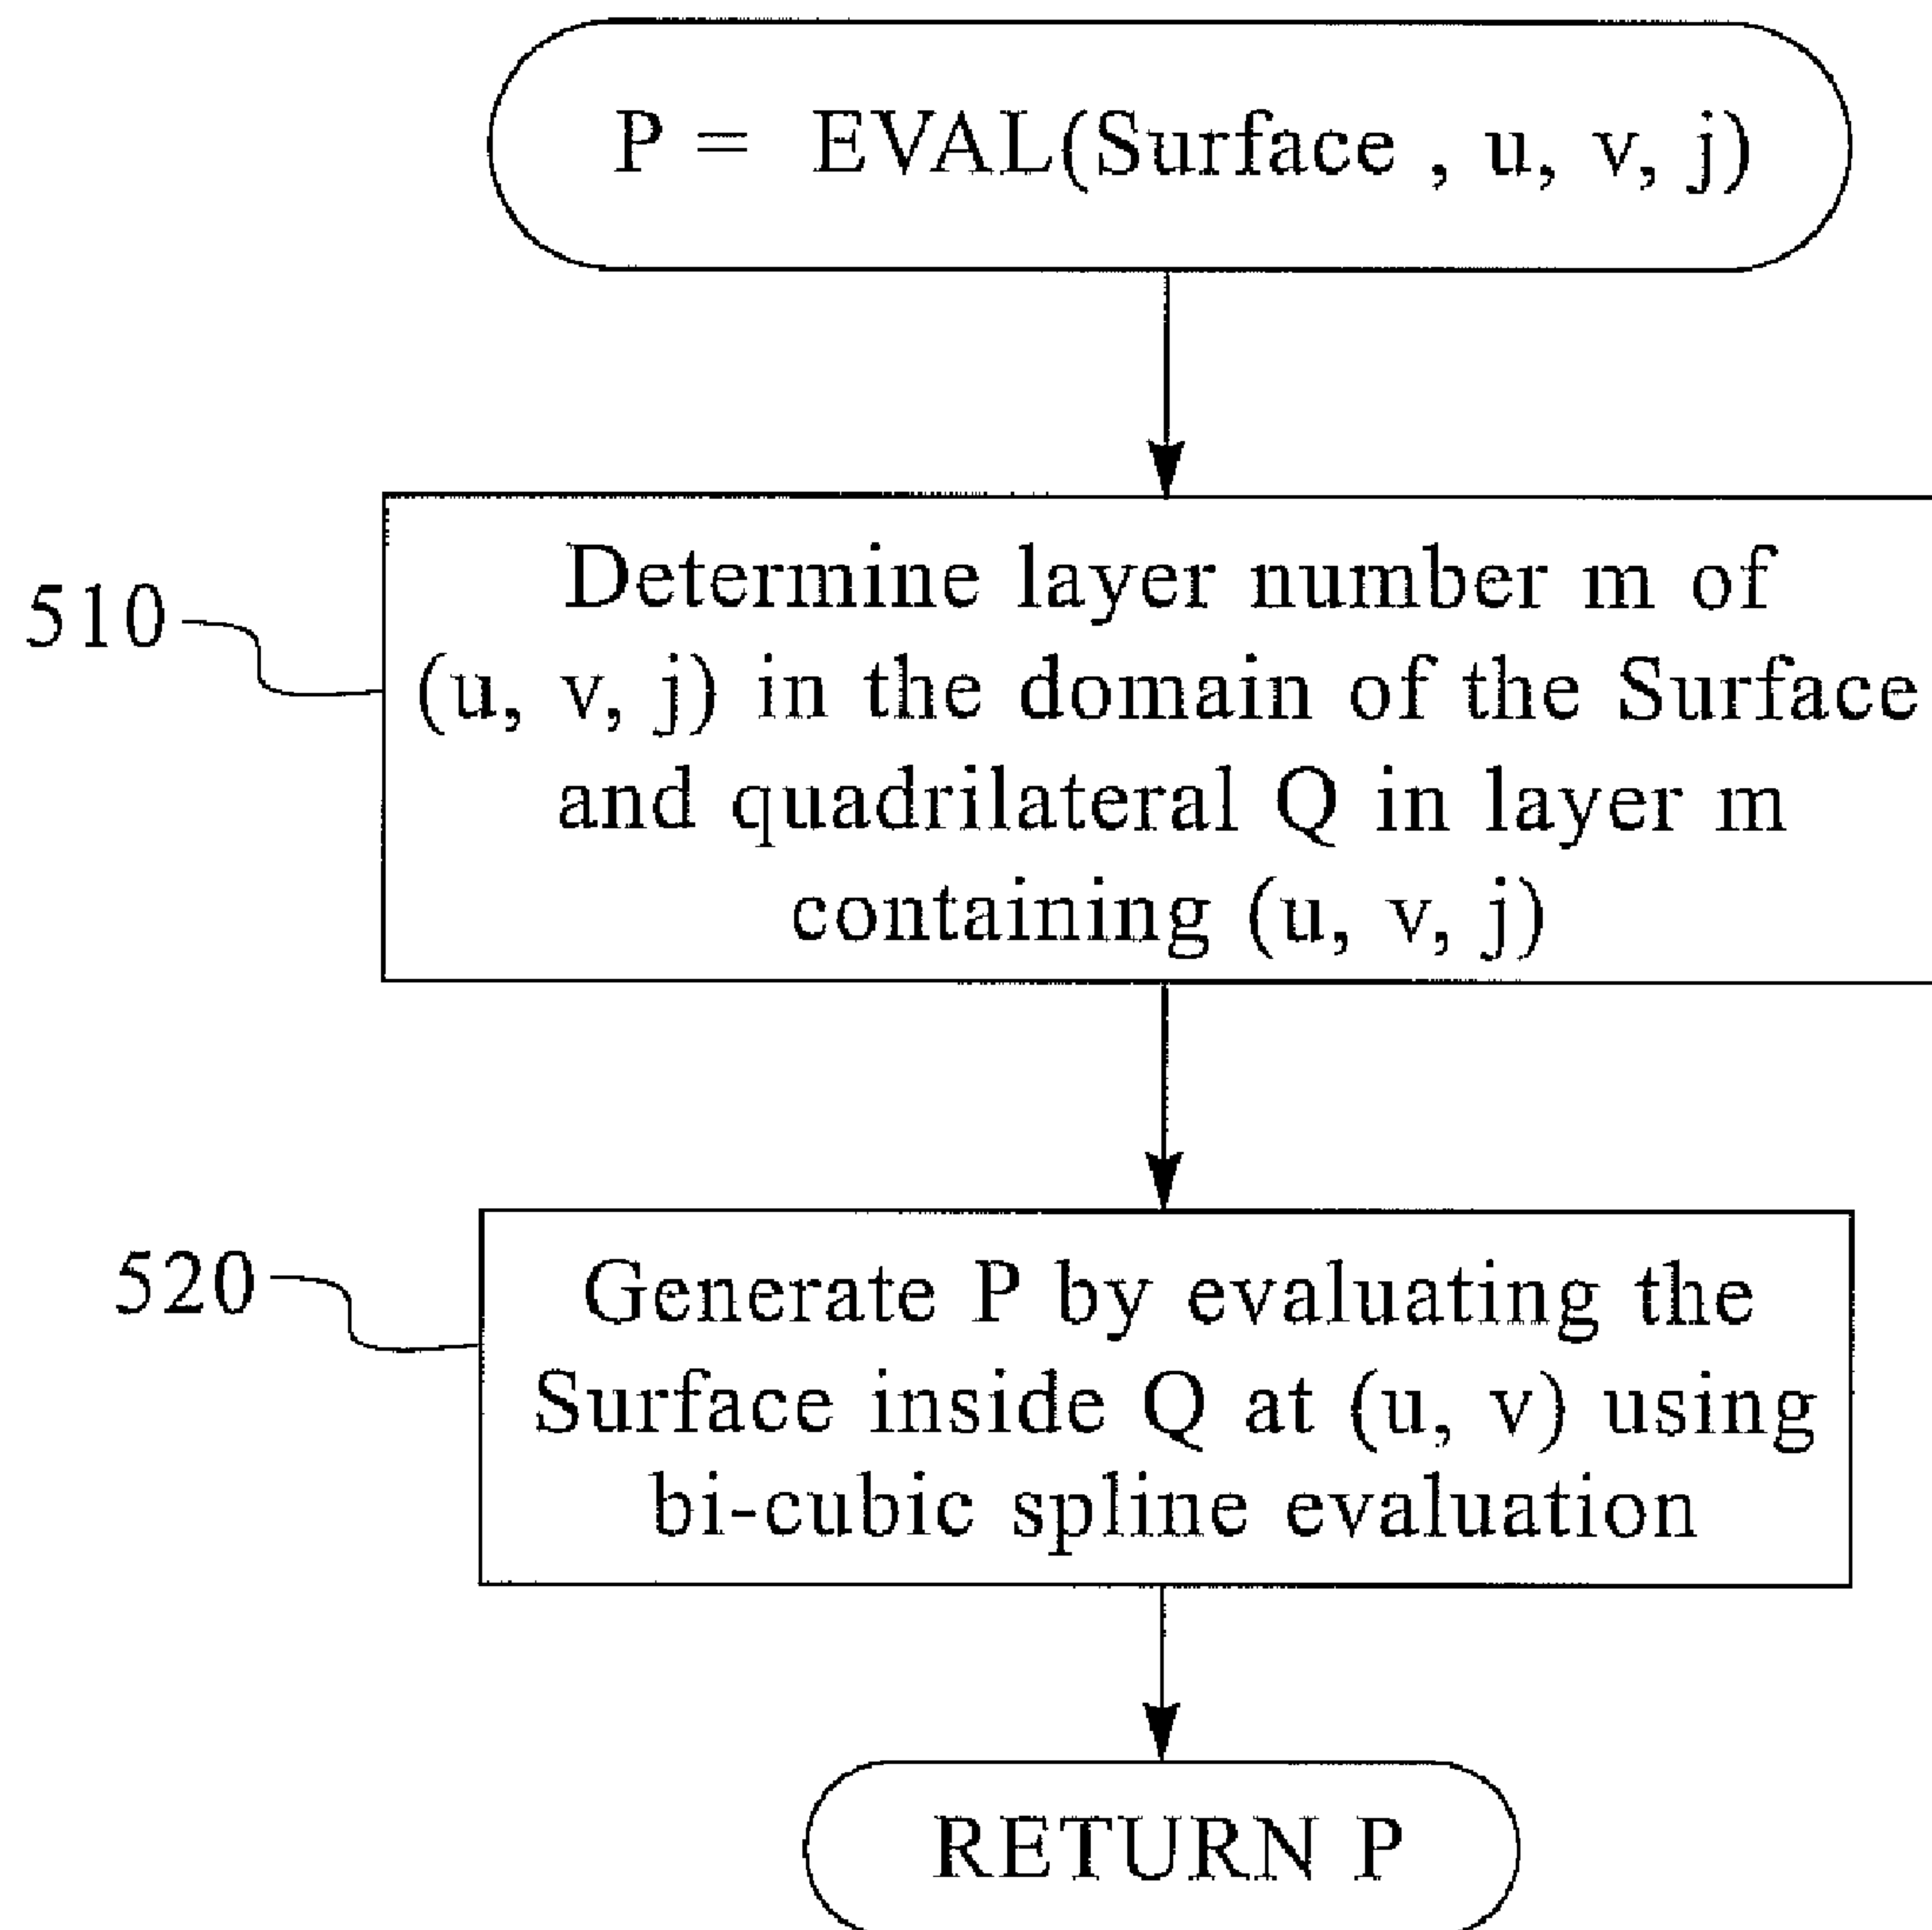 P = EVAL(Surface , u, v, j)
510
Determine layer number m of
(u, v, j) in the domain of the Surface
and quadrilateral Q in layer m
containing (u, v, j)
520
Generate P by evaluating the
Surface inside Q at (u, v) using
bi-cubic spline evaluation
RETURN P